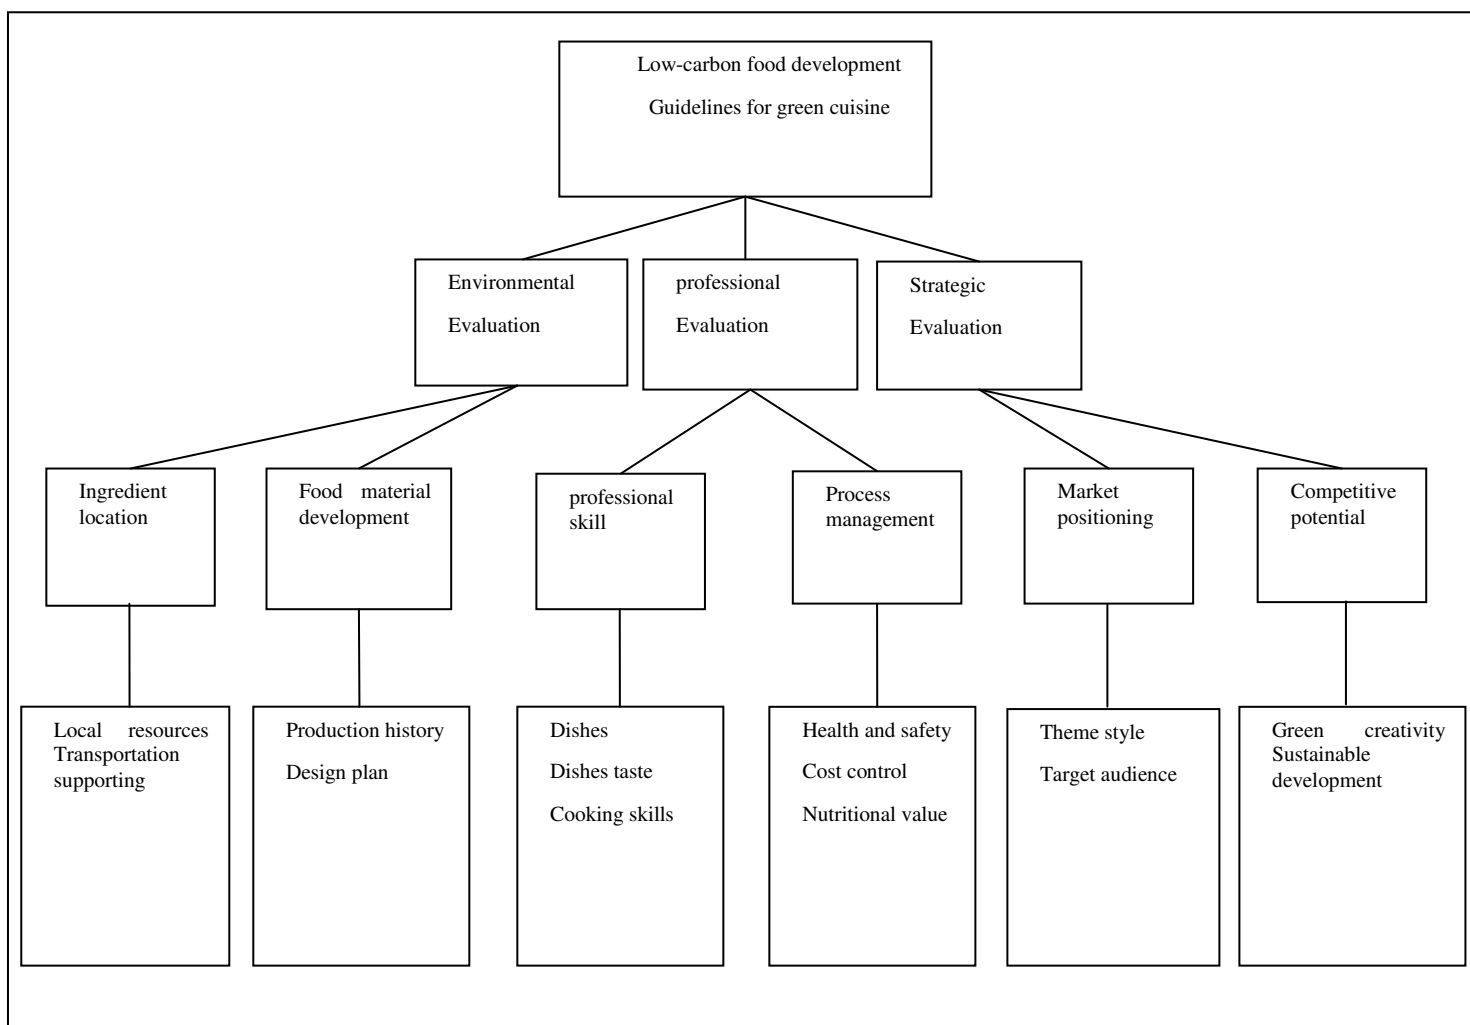 Low-carbon food development
Guidelines for green cuisine
Environmental
Evaluation
professional
Evaluation
Strategic
Evaluation
Ingredient
location
Food material
development
professional
skill
Process
management
Market
positioning
Competitive
potential
Local resources
Transportation
supporting
Production history
Design plan
Dishes
Dishes taste
Cooking skills
Health and safety
Cost control
Nutritional value
Theme style
Target audience
Green creativity
Sustainable
development